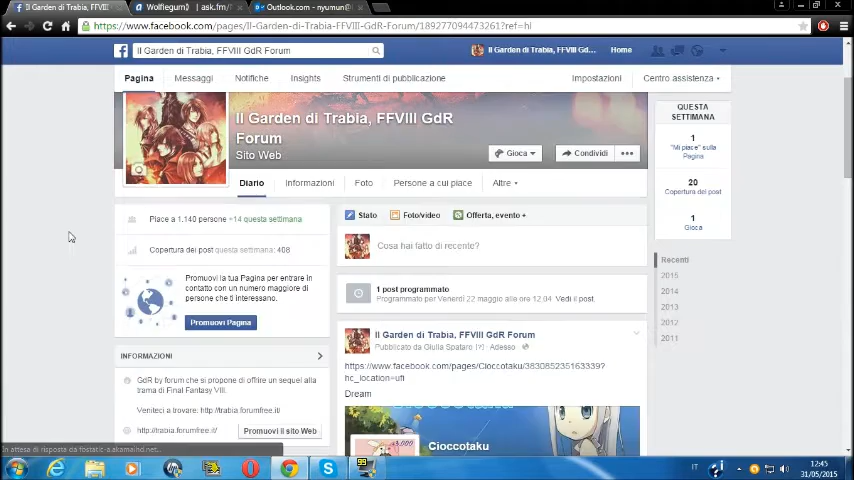 Il Garden di Trabia, FFVIII
Wolfiegum | ask.fm/
Outlook.com - nyumun@
https://www.facebook.com/pages/Il-Garden-di-Trabia-FFVIII-GdR-Forum/189277094473261?ref=hl
Il Garden di Trabia, FFVIII GdR Forum
Il Garden di Trabia, FFVIII Gd... Home
Pagina Messaggi Notifiche Insights Strumenti di pubblicazione Impostazioni Centro assistenza
Il Garden di Trabia, FFVIII GdR
Forum
Sito Web
Gioca Condividi
Diario Informazioni Foto Persone a cui piace Altre
QUESTA
SETTIMANA
1
"Mi piace" sulla
Pagina
20
Copertura del post
1
Gioca
Recenti
2015
2014
2013
2012
2011
Piace a 1.140 persone +14 questa settimana
Copertura dei post questa settimana: 408
Promuovi la tua Pagina per entrare in
contatto con un numero maggiore di
persone che ti interessano.
Promuovi Pagina
INFORMAZIONI
GdR by forum che si propone di offrire un sequel alla
trama di Final Fantasy VIII.
Veniteci a trovare: http://trabia.forumfree.it/
http://trabia.forumfree.it/ Promuovi il sito Web
Stato Foto/video Offerta, evento +
Cosa hai fatto di recente?
1 post programmato
Programmato per Venerdì 22 maggio alle ore 12.04 Vedi il post.
Il Garden di Trabia, FFVIII GdR Forum
Pubblicato da Giulia Spataro [?] · Adesso
https://www.facebook.com/pages/Cioccotaku/383085235163339?
hc_location=ufi
Dream
Cioccotaku
In attesa di risposta da fbstatic-a.akamaihd.net...
99
IT
12:45
31/05/2015